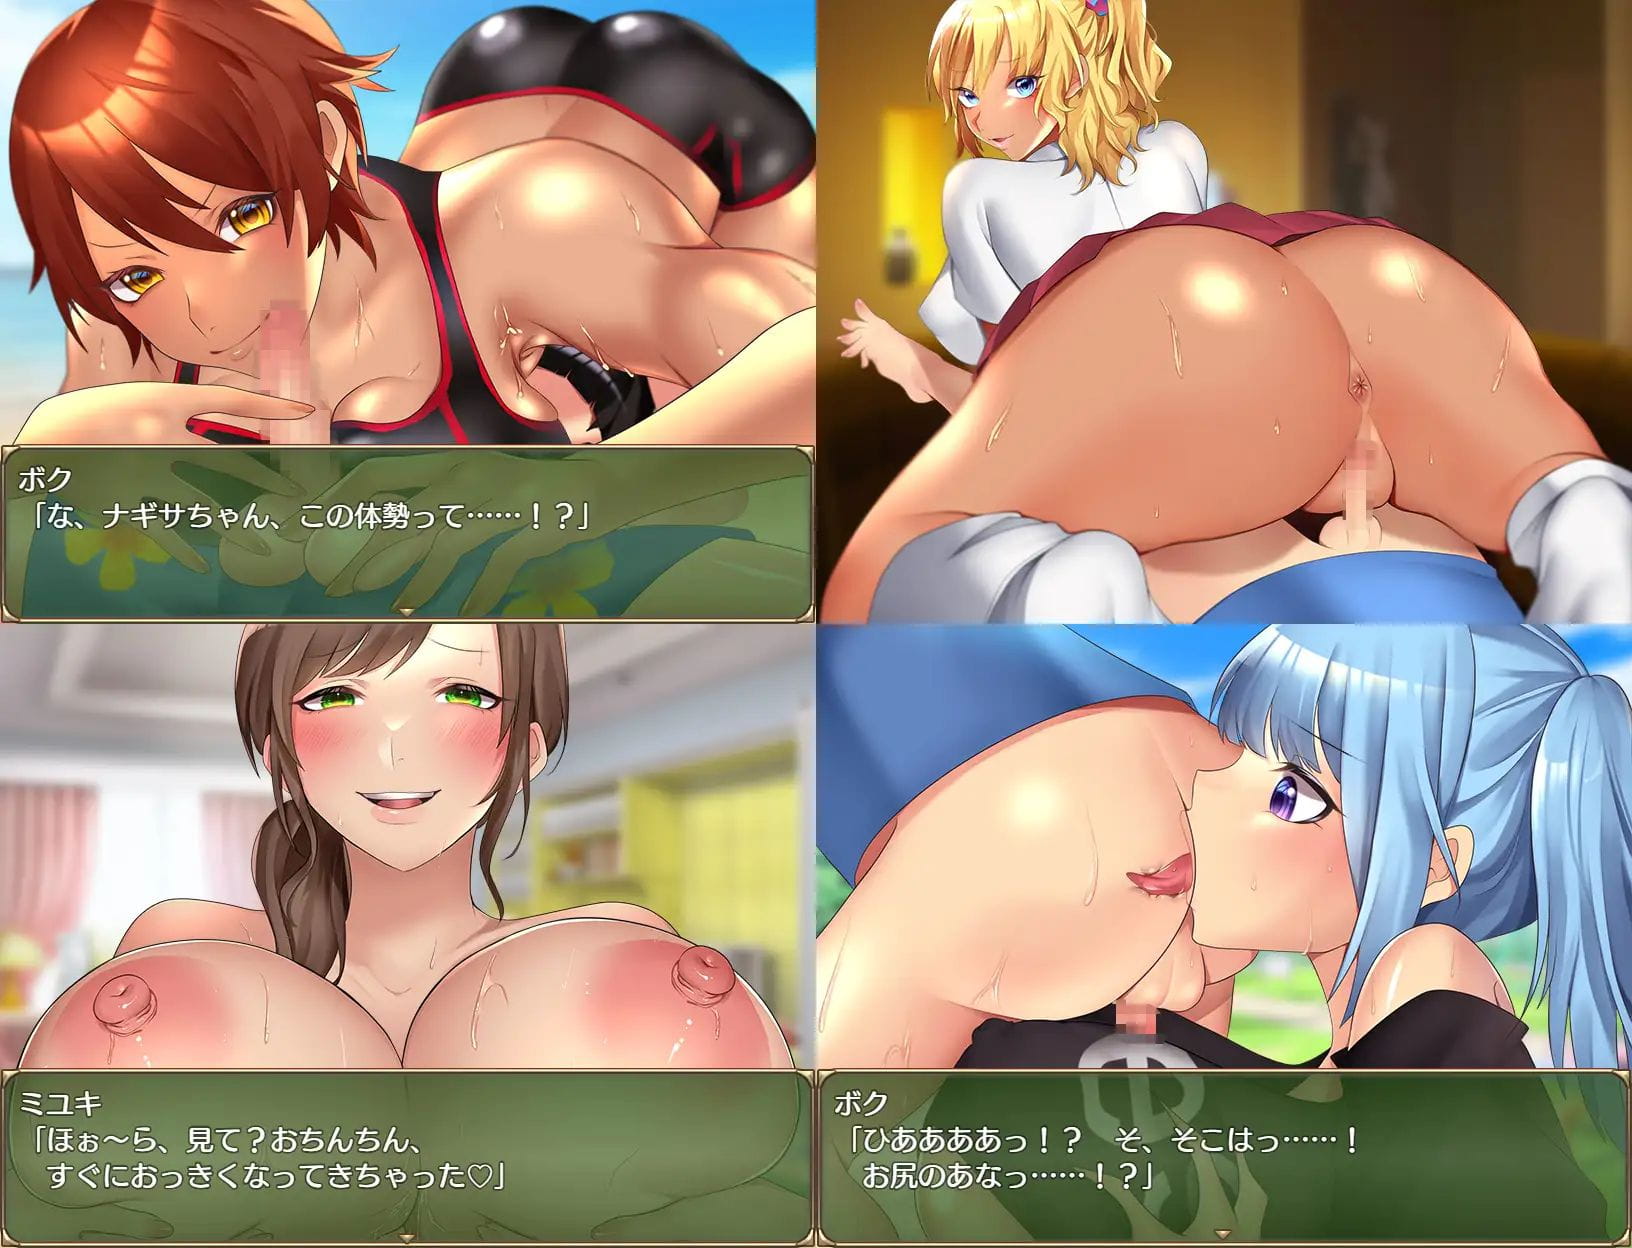 ボク
「な、ナギサちゃん、この体勢って……！？」
ミユキ
「ほぉ～ら、見て？おちんちん、
すぐにおっきくなってきちゃった♡」
ボク
「ひああああっ！？　そ、そこはっ……！
お尻のあなっ……！？」